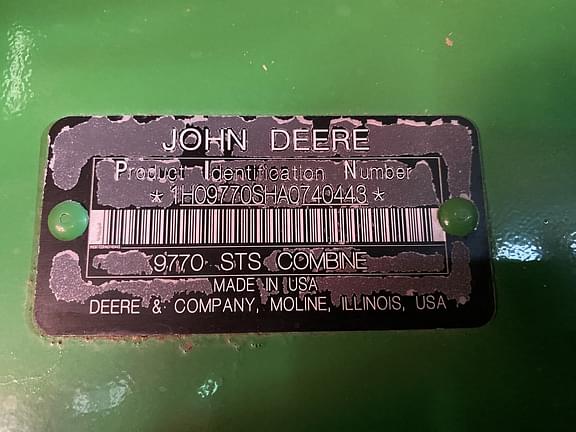 JOHN DEERE
Product Identification Number
*1H09770SHA0740443*
9770 STS COMBINE
MADE IN USA
DEERE & COMPANY, MOLINE, ILLINOIS, USA